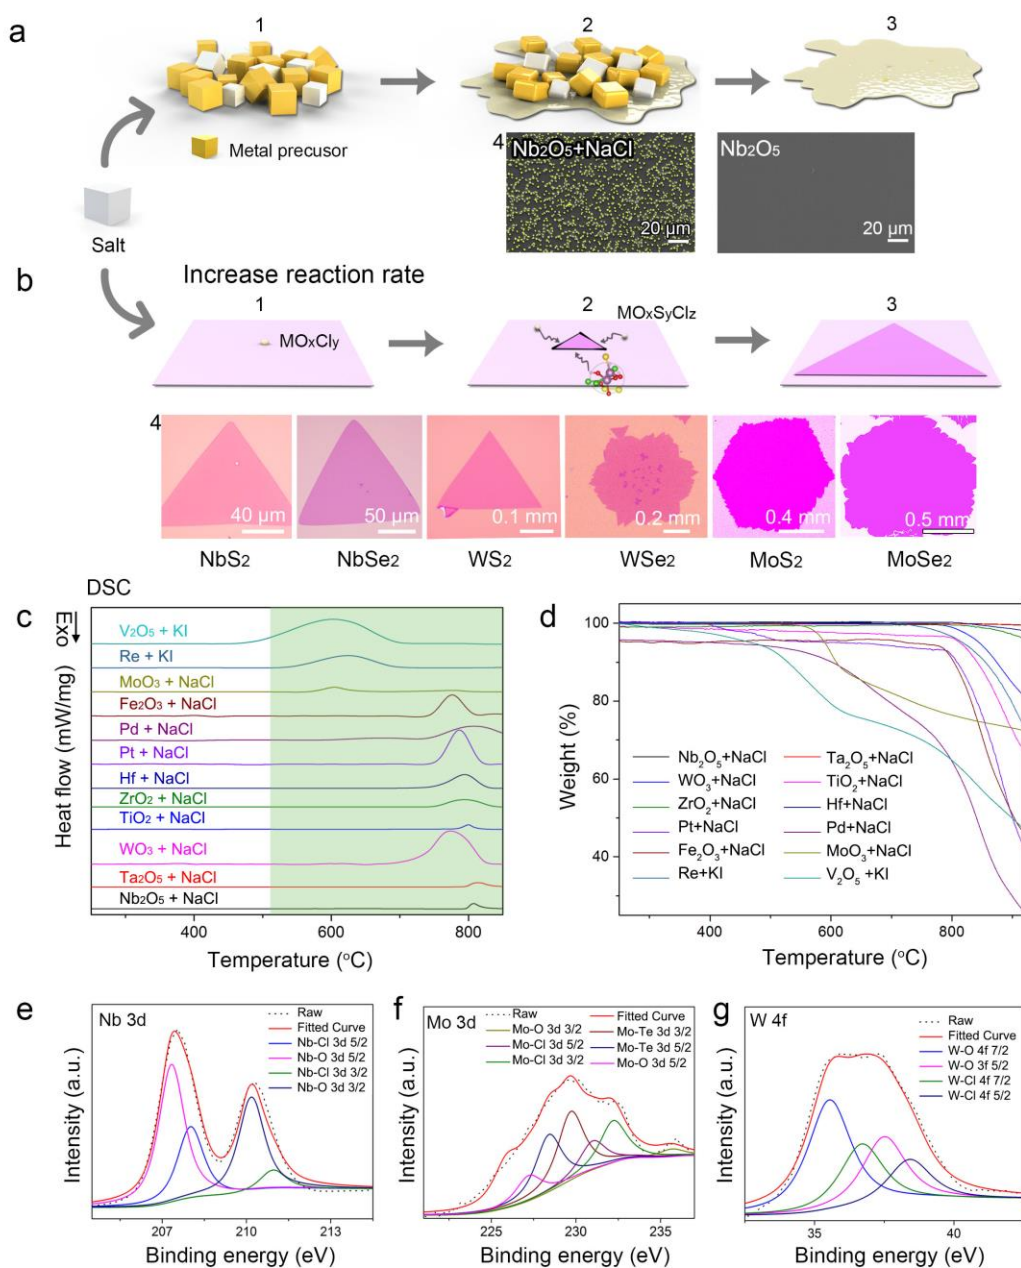 a
1
2
3
Metal precusor
4
Nb2O5+NaCl
20 µm
Nb2O5
20 µm
Salt
Increase reaction rate
b
1
MOxCly
2
MOxSyClz
3
4
40 µm
50 µm
0.1 mm
0.2 mm
0.4 mm
0.5 mm
NbS2
NbSe2
WS2
WSe2
MoS2
MoSe2
DSC
c
Exo
V2O5 + KI
Re + KI
MoO3 + NaCl
Fe2O3 + NaCl
Pd + NaCl
Pt + NaCl
Hf + NaCl
ZrO2 + NaCl
TiO2 + NaCl
WO3 + NaCl
Ta2O5 + NaCl
Nb2O5 + NaCl
Heat flow (mW/mg)
400
600
800
Temperature (oC)
d
100
80
60
40
Weight (%)
Nb2O5+NaCl
WO3+NaCl
ZrO2+NaCl
Pt+NaCl
Fe2O3+NaCl
Re+KI
Ta2O5+NaCl
TiO2+NaCl
Hf+NaCl
Pd+NaCl
MoO3+NaCl
V2O5 +KI
400
600
800
Temperature (oC)
e
Nb 3d
Raw
Fitted Curve
Nb-Cl 3d 5/2
Nb-O 3d 5/2
Nb-Cl 3d 3/2
Nb-O 3d 3/2
Intensity (a.u.)
207
210
213
Binding energy (eV)
f
Mo 3d
Raw
Mo-O 3d 3/2
Mo-Cl 3d 5/2
Mo-Cl 3d 3/2
Fitted Curve
Mo-Te 3d 3/2
Mo-Te 3d 5/2
Mo-O 3d 5/2
Intensity (a.u.)
225
230
235
Binding energy (eV)
g
W 4f
Raw
Fitted Curve
W-O 4f 7/2
W-O 3f 5/2
W-Cl 4f 7/2
W-Cl 4f 5/2
Intensity (a.u.)
35
40
Binding energy (eV)